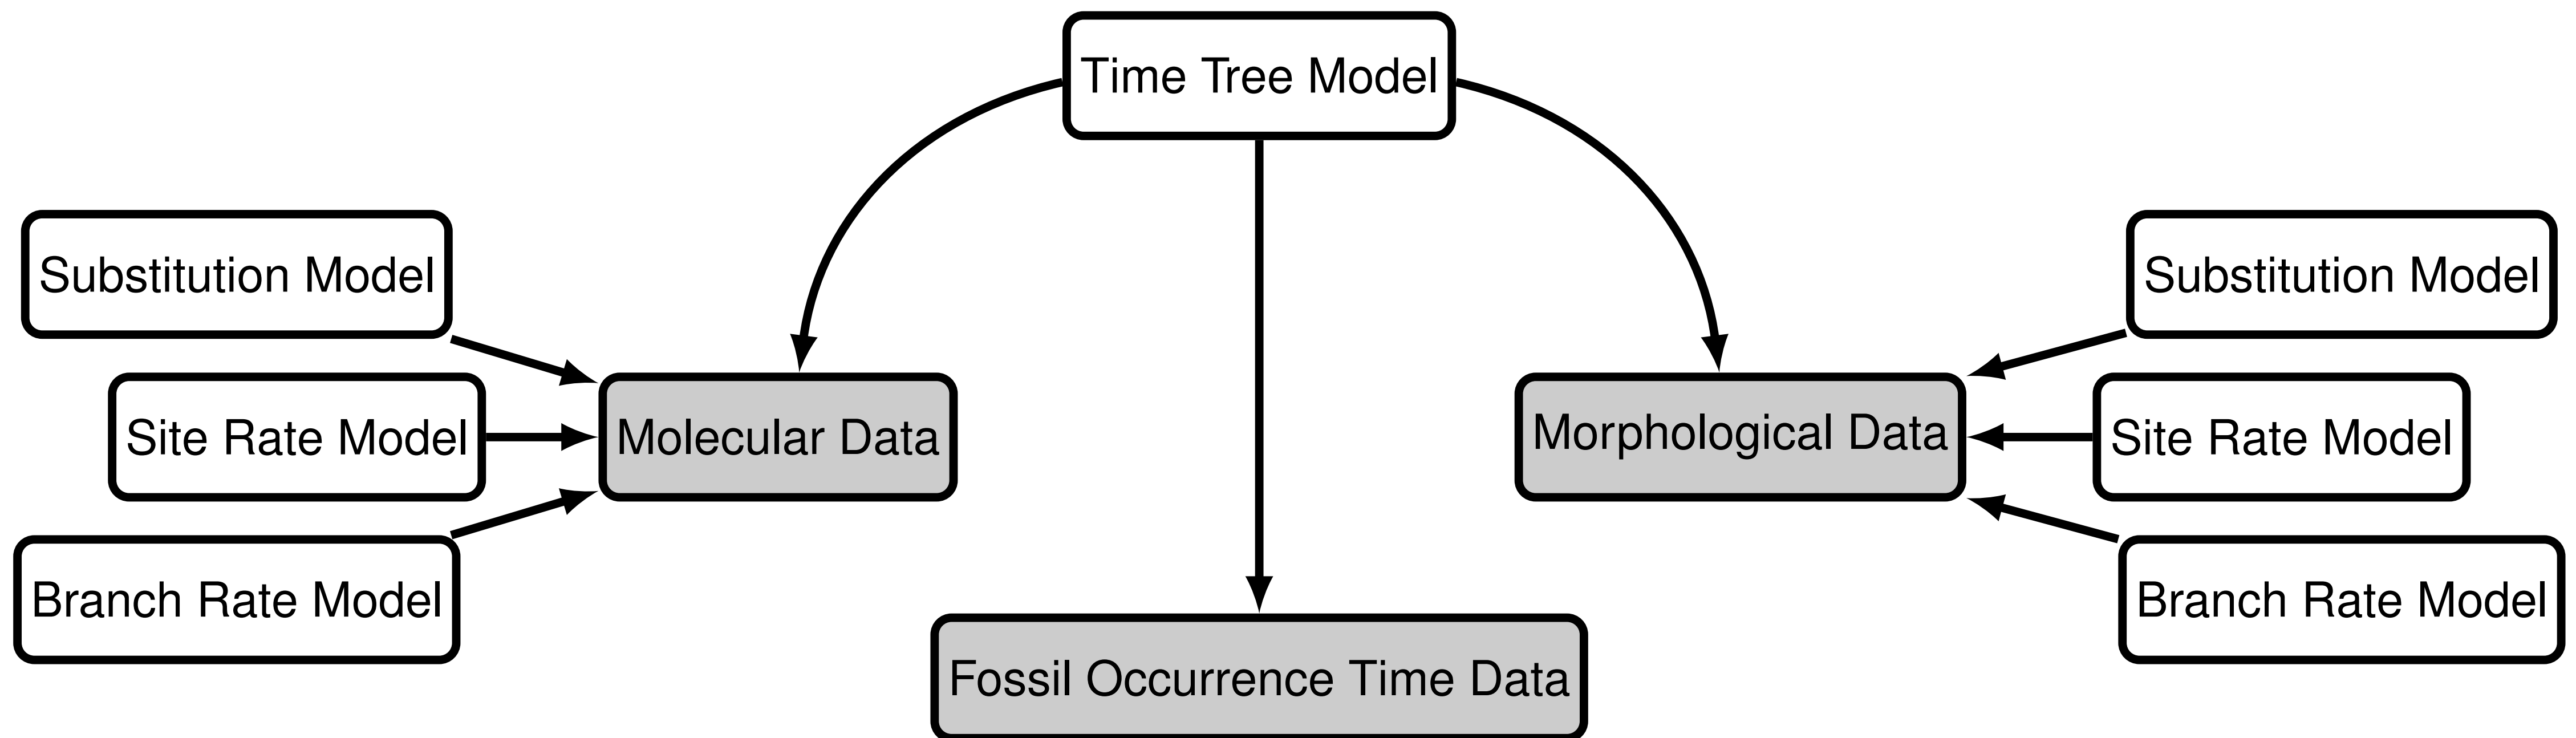 Time Tree Model
Substitution Model
Substitution Model
Site Rate Model
Molecular Data
Morphological Data
Site Rate Model
Branch Rate Model
Branch Rate Model
Fossil Occurrence Time Data